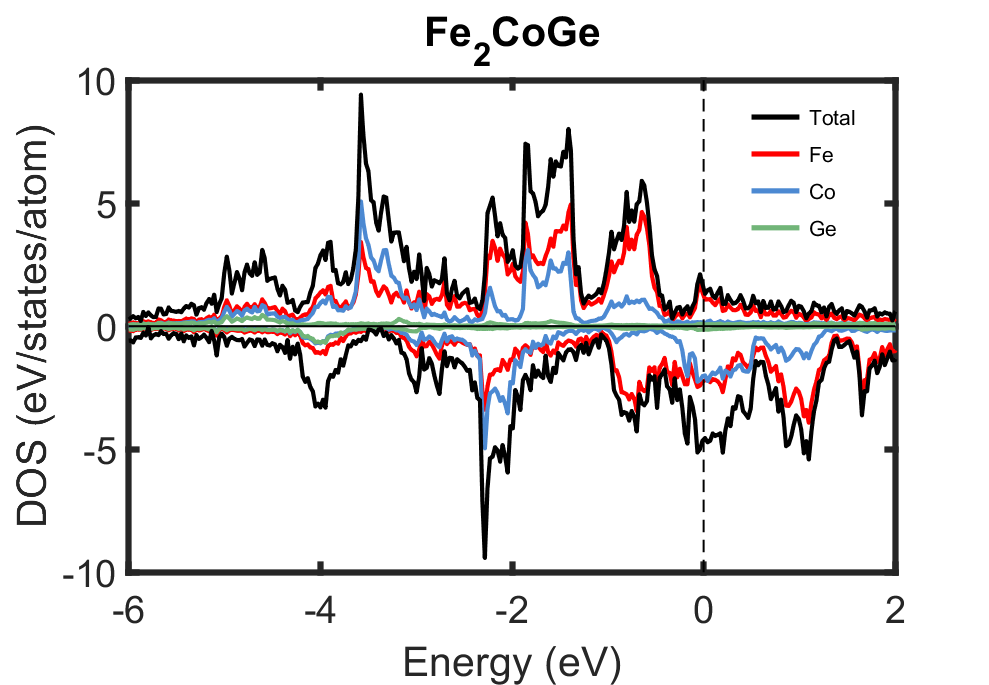 Fe2CoGe
DOS (eV/states/atom)
10
5
0
0
-5
-10
Total
Fe
Co
Ge
-6 -4 -2 0 2
Energy (eV)